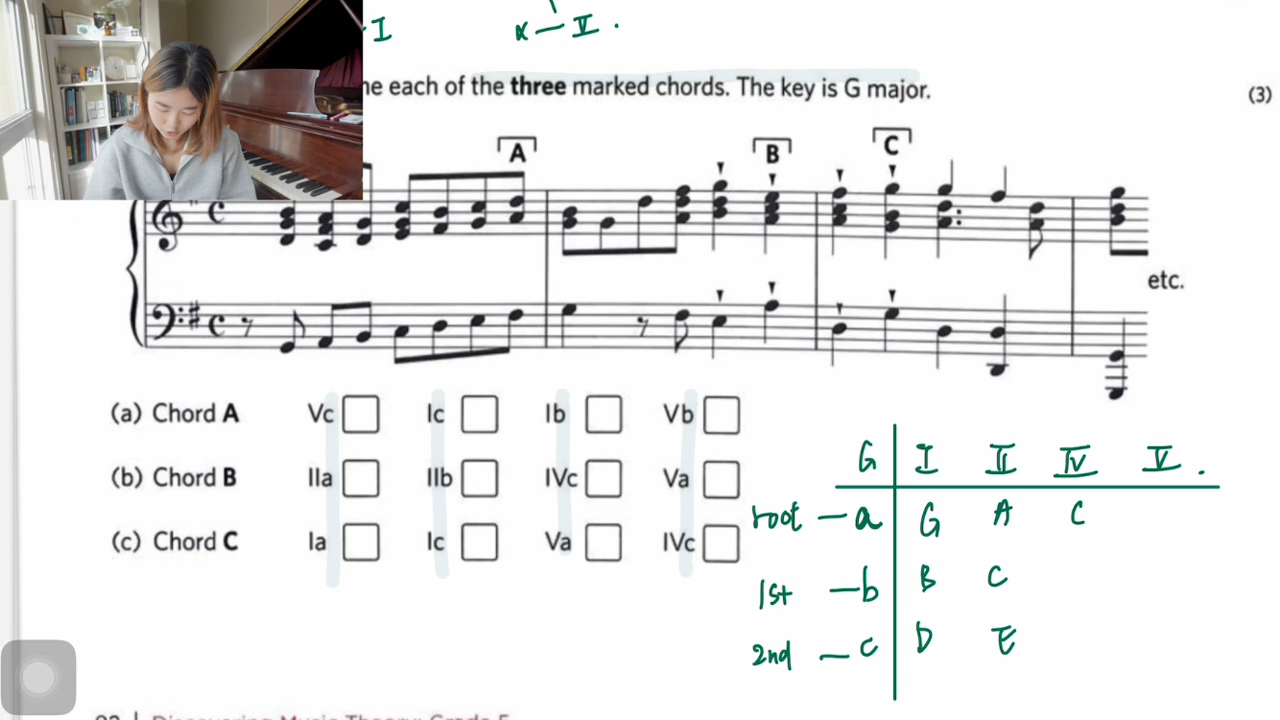 I
α — V.
e each of the three marked chords. The key is G major.
(3)
A
B
C
etc.
(a) Chord A Vc Ic Ib Vb
(b) Chord B IIa IIb IVc Va
(c) Chord C Ia Ic Va IVc
G I II IV V.
root — a G A C
1st — b B C
2nd — c D E
92 | Discovering Music Theory: Grade 5